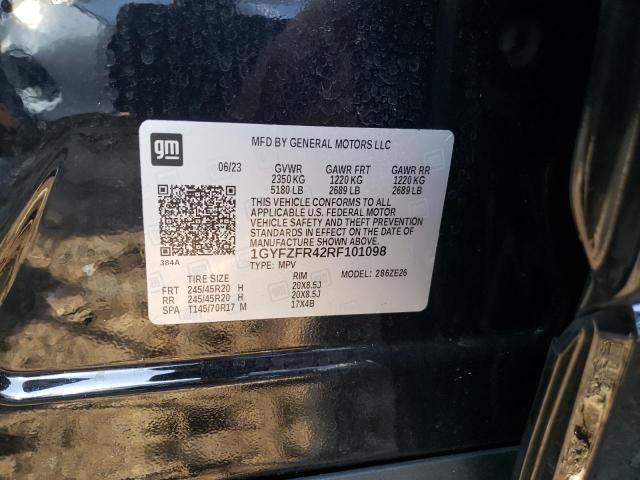 gm
MFD BY GENERAL MOTORS LLC
06/23 GVWR GAWR FRT GAWR RR
2350 KG 1220 KG 1220 KG
5180 LB 2689 LB 2689 LB
THIS VEHICLE CONFORMS TO ALL
APPLICABLE U.S. FEDERAL MOTOR
VEHICLE SAFETY AND THEFT PREVENTION
STANDARDS IN EFFECT ON THE DATE OF
MANUFACTURE SHOWN ABOVE.
384A 1GYFZFR42RF101098
TYPE: MPV MODEL: 286ZE26
TIRE SIZE RIM
FRT 245/45R20 H 20X8.5J
RR 245/45R20 H 20X8.5J
SPA T145/70R17 M 17X4B